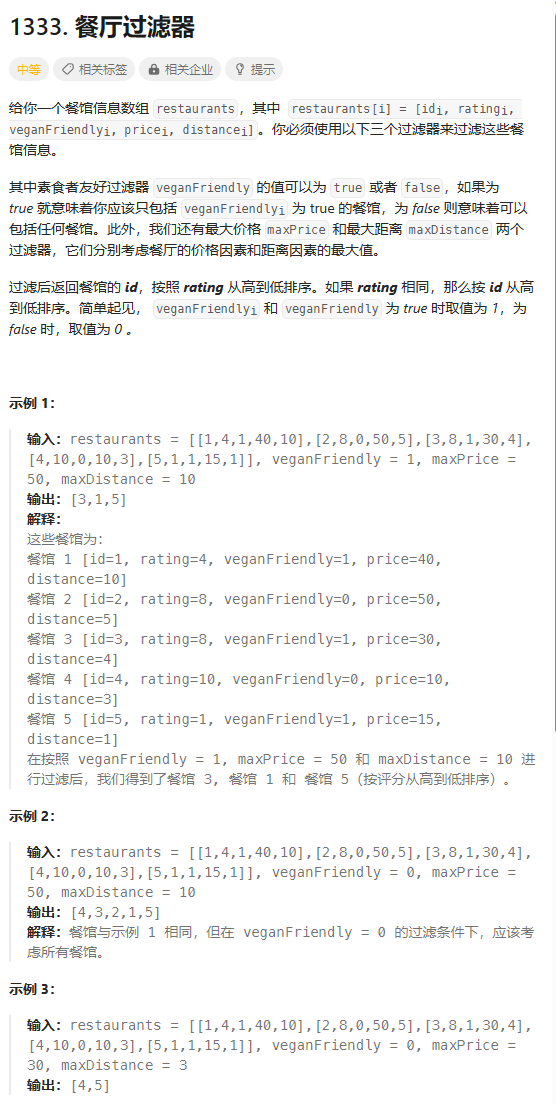 1333. 餐厅过滤器
中等 相关标签 相关企业 提示
给你一个餐馆信息数组 restaurants，其中 restaurants[i] = [idi, ratingi,
veganFriendlyi, pricei, distancei]。你必须使用以下三个过滤器来过滤这些餐
馆信息。
其中素食者友好过滤器 veganFriendly 的值可以为 true 或者 false，如果为
true 就意味着你应该只包括 veganFriendlyi 为 true 的餐馆，为 false 则意味着可以
包括任何餐馆。此外，我们还有最大价格 maxPrice 和最大距离 maxDistance 两个
过滤器，它们分别考虑餐厅的价格因素和距离因素的最大值。
过滤后返回餐馆的 id，按照 rating 从高到低排序。如果 rating 相同，那么按 id 从高
到低排序。简单起见， veganFriendlyi 和 veganFriendly 为 true 时取值为 1，为
false 时，取值为 0 。
示例 1：
输入：restaurants = [[1,4,1,40,10],[2,8,0,50,5],[3,8,1,30,4],
[4,10,0,10,3],[5,1,1,15,1]], veganFriendly = 1, maxPrice =
50, maxDistance = 10
输出：[3,1,5]
解释：
这些餐馆为：
餐馆 1 [id=1, rating=4, veganFriendly=1, price=40,
distance=10]
餐馆 2 [id=2, rating=8, veganFriendly=0, price=50,
distance=5]
餐馆 3 [id=3, rating=8, veganFriendly=1, price=30,
distance=4]
餐馆 4 [id=4, rating=10, veganFriendly=0, price=10,
distance=3]
餐馆 5 [id=5, rating=1, veganFriendly=1, price=15,
distance=1]
在按照 veganFriendly = 1, maxPrice = 50 和 maxDistance = 10 进
行过滤后，我们得到了餐馆 3, 餐馆 1 和 餐馆 5（按评分从高到低排序）。
示例 2：
输入：restaurants = [[1,4,1,40,10],[2,8,0,50,5],[3,8,1,30,4],
[4,10,0,10,3],[5,1,1,15,1]], veganFriendly = 0, maxPrice =
50, maxDistance = 10
输出：[4,3,2,1,5]
解释：餐馆与示例 1 相同，但在 veganFriendly = 0 的过滤条件下，应该考
虑所有餐馆。
示例 3：
输入：restaurants = [[1,4,1,40,10],[2,8,0,50,5],[3,8,1,30,4],
[4,10,0,10,3],[5,1,1,15,1]], veganFriendly = 0, maxPrice =
30, maxDistance = 3
输出：[4,5]